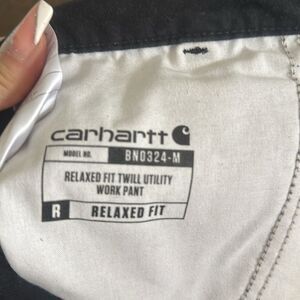 carhartt
MODEL NO. BN0324-M
RELAXED FIT TWILL UTILITY
WORK PANT
R RELAXED FIT